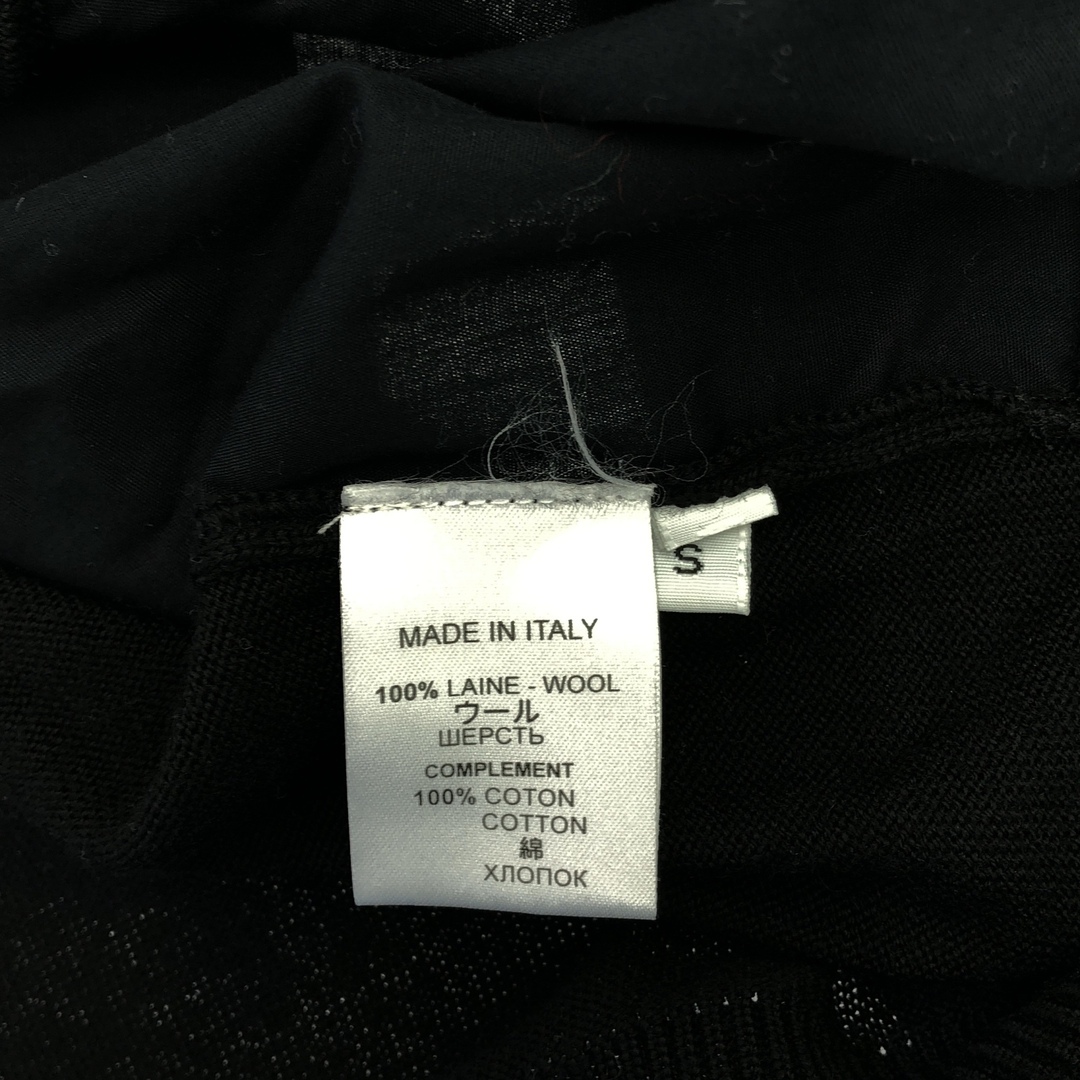 S
MADE IN ITALY
100% LAINE - WOOL
ウール
ШЕРСТЬ
COMPLEMENT
100% COTON
COTTON
綿
ХЛОПОК